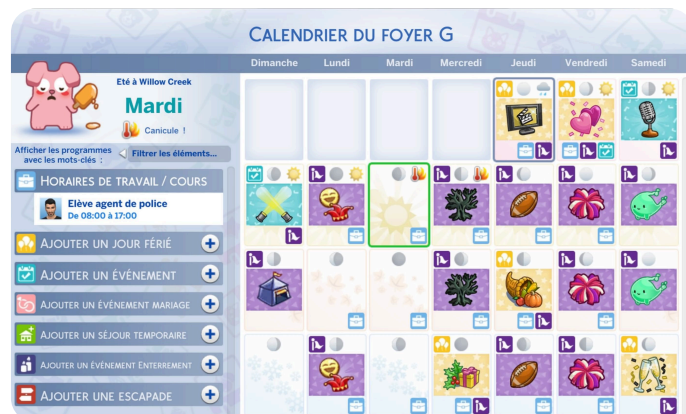 CALENDRIER DU FOYER G
Dimanche Lundi Mardi Mercredi Jeudi Vendredi Samedi
Eté à Willow Creek
Mardi
Canicule !
Afficher les programmes
avec les mots-clés :
Filtrer les éléments...
HORAIRES DE TRAVAIL / COURS
Elève agent de police
De 08:00 à 17:00
AJOUTER UN JOUR FÉRIÉ
AJOUTER UN ÉVÉNEMENT
AJOUTER UN ÉVÉNEMENT MARIAGE
AJOUTER UN SÉJOUR TEMPORAIRE
AJOUTER UN ÉVÉNEMENT ENTERREMENT
AJOUTER UNE ESCAPADE